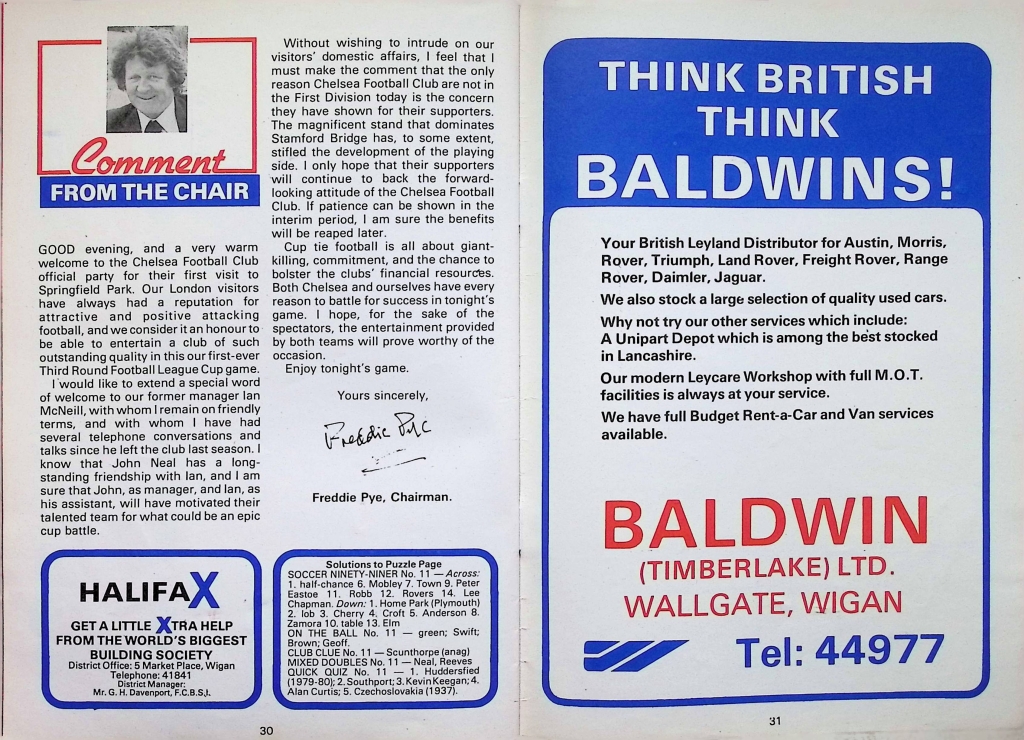 Comment
FROM THE CHAIR
GOOD evening, and a very warm
welcome to the Chelsea Football Club
official party for their first visit to
Springfield Park. Our London visitors
have always had a reputation for
attractive and positive attacking
football, and we consider it an honour to
be able to entertain a club of such
outstanding quality in this our first-ever
Third Round Football League Cup game.
I would like to extend a special word
of welcome to our former manager Ian
McNeill, with whom I remain on friendly
terms, and with whom I have had
several telephone conversations and
talks since he left the club last season. I
know that John Neal has a long-
standing friendship with Ian, and I am
sure that John, as manager, and Ian, as
his assistant, will have motivated their
talented team for what could be an epic
cup battle.
Without wishing to intrude on our
visitors' domestic affairs, I feel that I
must make the comment that the only
reason Chelsea Football Club are not in
the First Division today is the concern
they have shown for their supporters.
The magnificent stand that dominates
Stamford Bridge has, to some extent,
stifled the development of the playing
side. I only hope that their supporters
will continue to back the forward-
looking attitude of the Chelsea Football
Club. If patience can be shown in the
interim period, I am sure the benefits
will be reaped later.
Cup tie football is all about giant-
killing, commitment, and the chance to
bolster the clubs' financial resources.
Both Chelsea and ourselves have every
reason to battle for success in tonight's
game. I hope, for the sake of the
spectators, the entertainment provided
by both teams will prove worthy of the
occasion.
Enjoy tonight's game.
Yours sincerely,
Freddie Pye
Freddie Pye, Chairman.
HALIFAX
GET A LITTLE XTRA HELP
FROM THE WORLD'S BIGGEST
BUILDING SOCIETY
District Office: 5 Market Place, Wigan
Telephone: 41841
District Manager:
Mr. G. H. Davenport, F.C.B.S.I.
Solutions to Puzzle Page
SOCCER NINETY-NINER No. 11 — Across:
1. half-chance 6. Mobley 7. Town 9. Peter
Eastoe 11. Robb 12. Rovers 14. Lee
Chapman. Down: 1. Home Park (Plymouth)
2. lob 3. Cherry 4. Croft 5. Anderson 8.
Zamora 10. table 13. Elm
ON THE BALL No. 11 — green; Swift;
Brown; Geoff.
CLUB CLUE No. 11 — Scunthorpe (anag)
MIXED DOUBLES No. 11 — Neal, Reeves
QUICK QUIZ No. 11 — 1. Huddersfied
(1979-80); 2. Southport; 3. Kevin Keegan; 4.
Alan Curtis; 5. Czechoslovakia (1937).
30
THINK BRITISH
THINK
BALDWINS!
Your British Leyland Distributor for Austin, Morris,
Rover, Triumph, Land Rover, Freight Rover, Range
Rover, Daimler, Jaguar.
We also stock a large selection of quality used cars.
Why not try our other services which include:
A Unipart Depot which is among the best stocked
in Lancashire.
Our modern Leycare Workshop with full M.O.T.
facilities is always at your service.
We have full Budget Rent-a-Car and Van services
available.
BALDWIN
(TIMBERLAKE) LTD.
WALLGATE, WIGAN
Tel: 44977
31